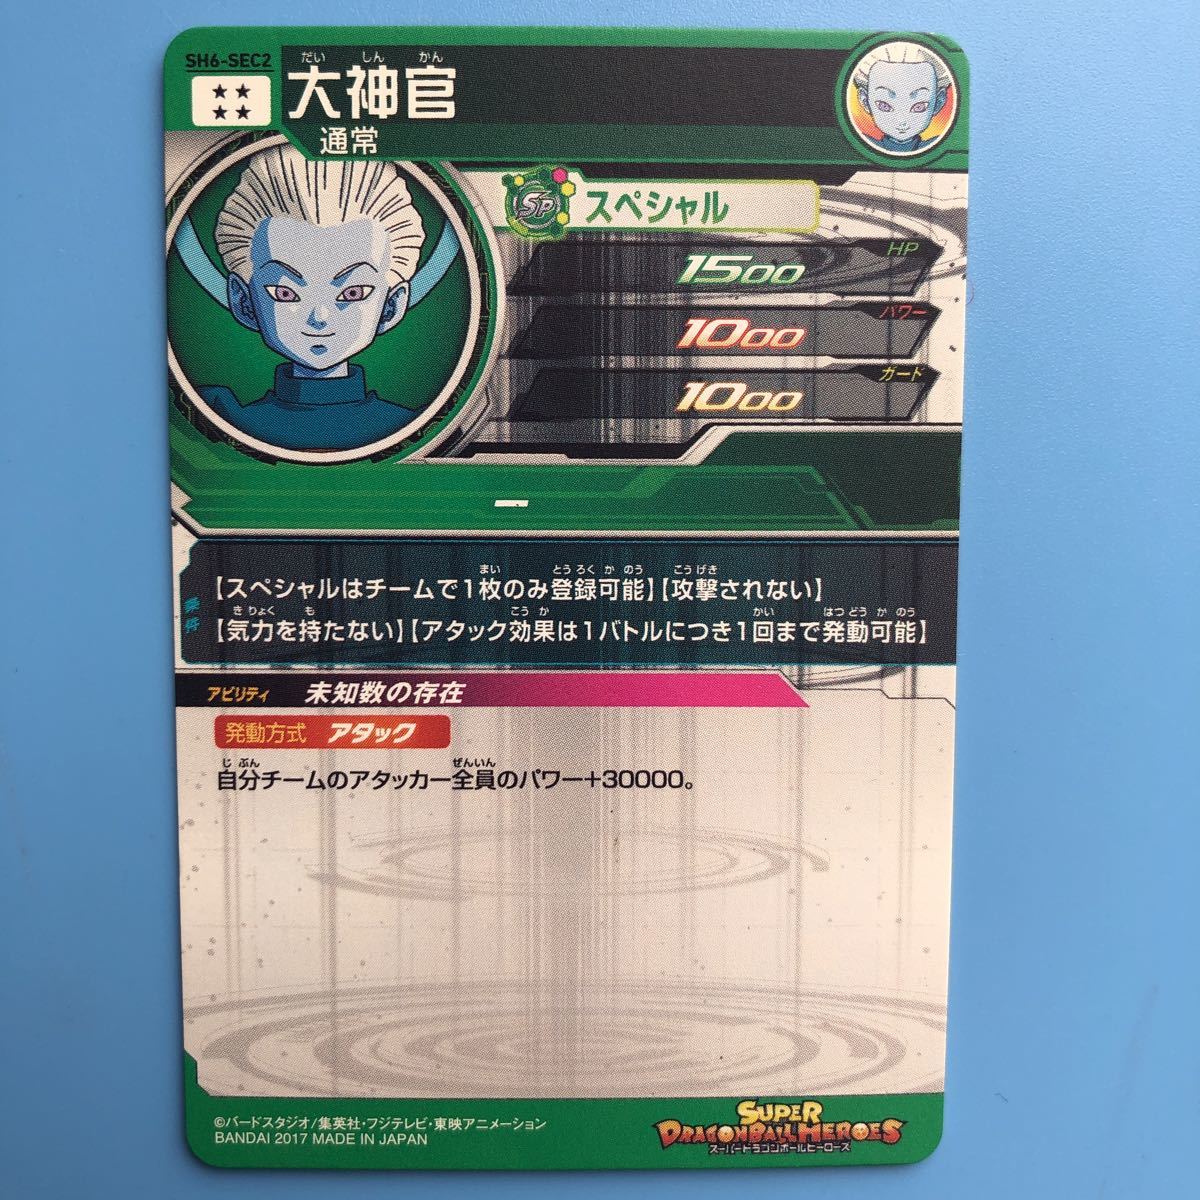 SH6-SEC2
だいしんかん
大神官
通常
SP スペシャル
HP
1500
パワー
1000
ガード
1000
条件
まい とうろくかのう こうげき
【スペシャルはチームで1枚のみ登録可能】【攻撃されない】
きりょく も こうか かい はつどうかのう
【気力を持たない】【アタック効果は1バトルにつき1回まで発動可能】
アビリティ 未知数の存在
発動方式 アタック
じぶん ぜんいん
自分チームのアタッカー全員のパワー+30000。
©バードスタジオ/集英社・フジテレビ・東映アニメーション
BANDAI 2017 MADE IN JAPAN
SUPER
DRAGONBALL HEROES
スーパードラゴンボールヒーローズ